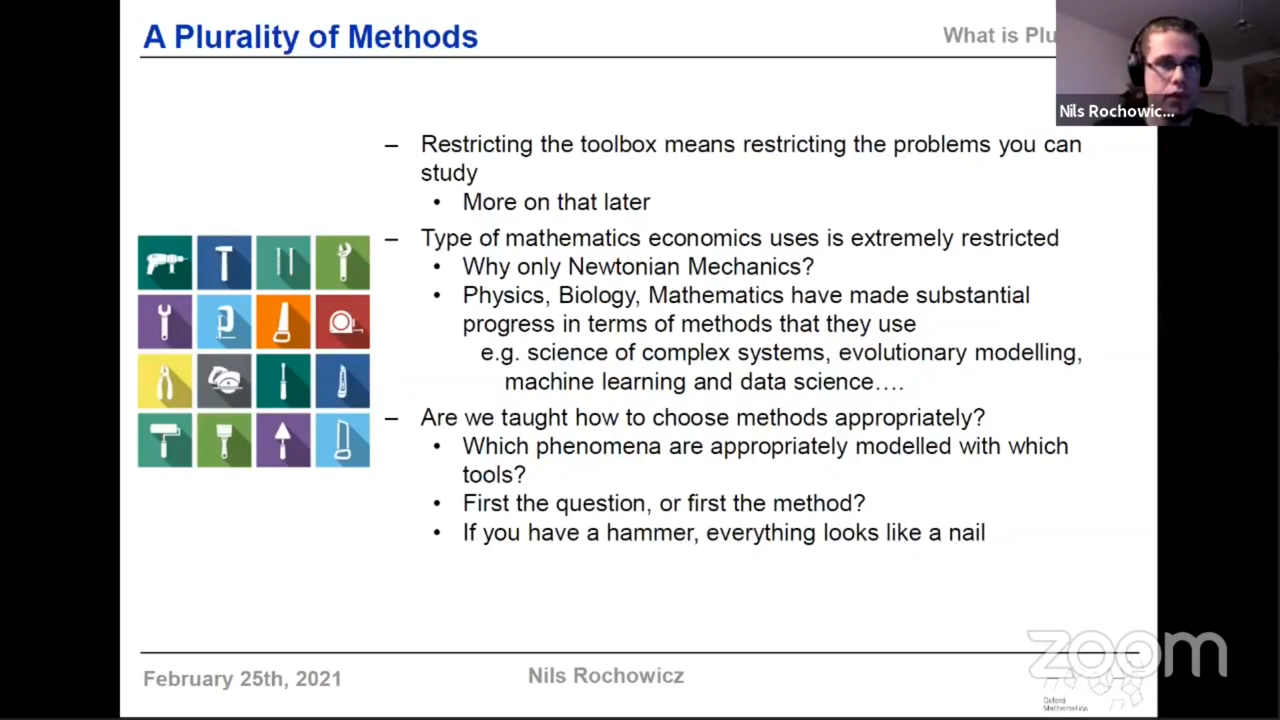 A Plurality of Methods
What is Plu
Nils Rochowic...
– Restricting the toolbox means restricting the problems you can
study
• More on that later
– Type of mathematics economics uses is extremely restricted
• Why only Newtonian Mechanics?
• Physics, Biology, Mathematics have made substantial
progress in terms of methods that they use
e.g. science of complex systems, evolutionary modelling,
machine learning and data science….
– Are we taught how to choose methods appropriately?
• Which phenomena are appropriately modelled with which
tools?
• First the question, or first the method?
• If you have a hammer, everything looks like a nail
zoom
February 25th, 2021
Nils Rochowicz
Oxford
Mathematics